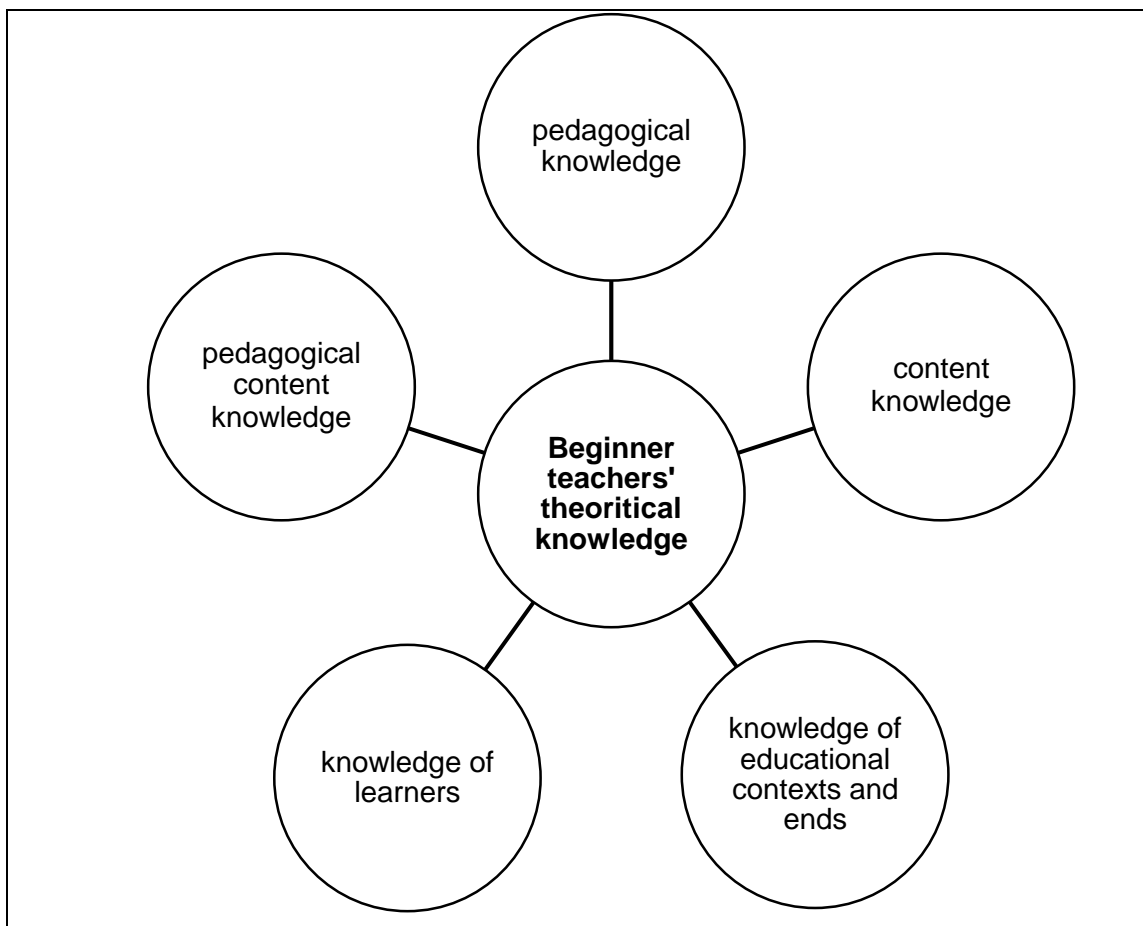 pedagogical
knowledge
pedagogical
content
knowledge
content
knowledge
Beginner
teachers'
theoritical
knowledge
knowledge of
learners
knowledge of
educational
contexts and
ends